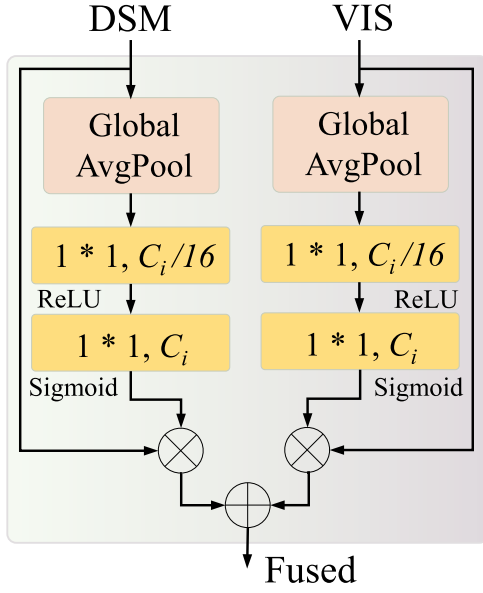 DSM
VIS
Global
AvgPool
Global
AvgPool
1 * 1, Cᵢ/16
1 * 1, Cᵢ/16
ReLU
ReLU
1 * 1, Cᵢ
1 * 1, Cᵢ
Sigmoid
Sigmoid
Fused